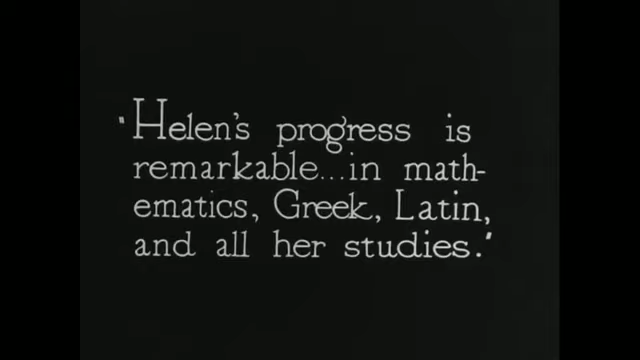 "Helen's progress is
remarkable...in math-
ematics, Greek, Latin,
and all her studies."